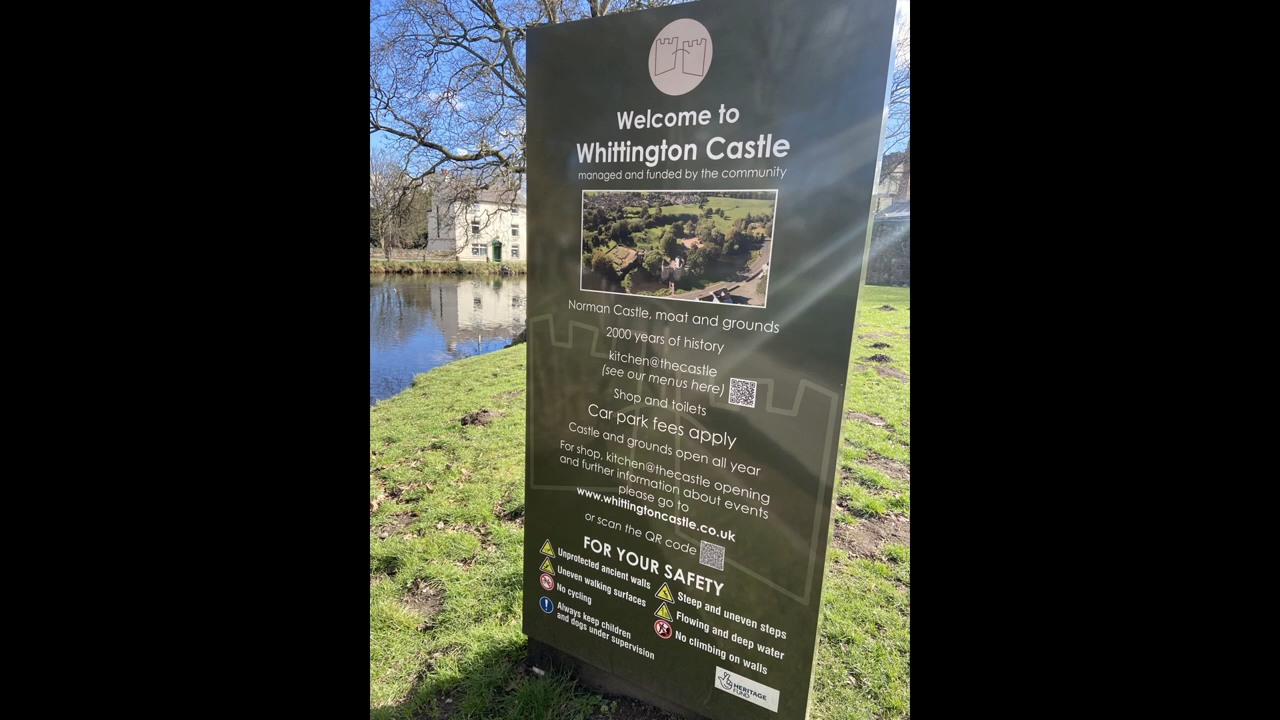 Welcome to
Whittington Castle
managed and funded by the community
Norman Castle, moat and grounds
2000 years of history
kitchen@thecastle
(see our menus here)
Shop and toilets
Car park fees apply
Castle and grounds open all year
For shop, kitchen@thecastle opening
and further information about events
please go to
www.whittingtoncastle.co.uk
or scan the QR code
FOR YOUR SAFETY
Unprotected ancient walls
Uneven walking surfaces
No cycling
Always keep children
and dogs under supervision
Steep and uneven steps
Flowing and deep water
No climbing on walls
HERITAGE
FUND